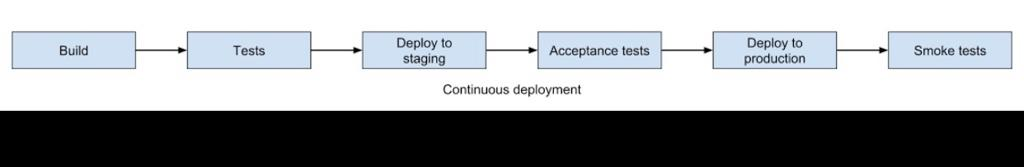 Build
Tests
Deploy to
staging
Acceptance tests
Deploy to
production
Smoke tests
Continuous deployment